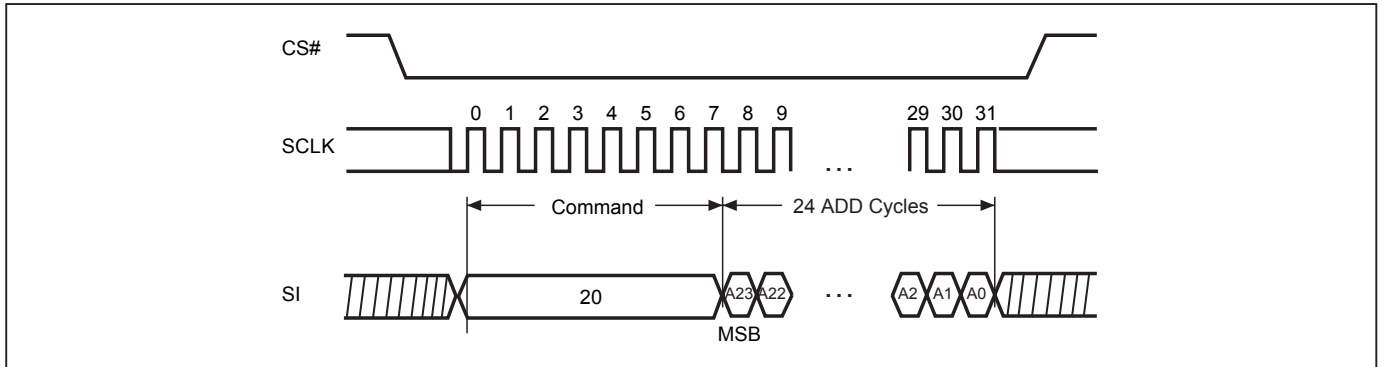 CS#
0 1 2 3 4 5 6 7 8 9 29 30 31
SCLK
...
Command 24 ADD Cycles
SI 20 A23 A22 ... A2 A1 A0
MSB